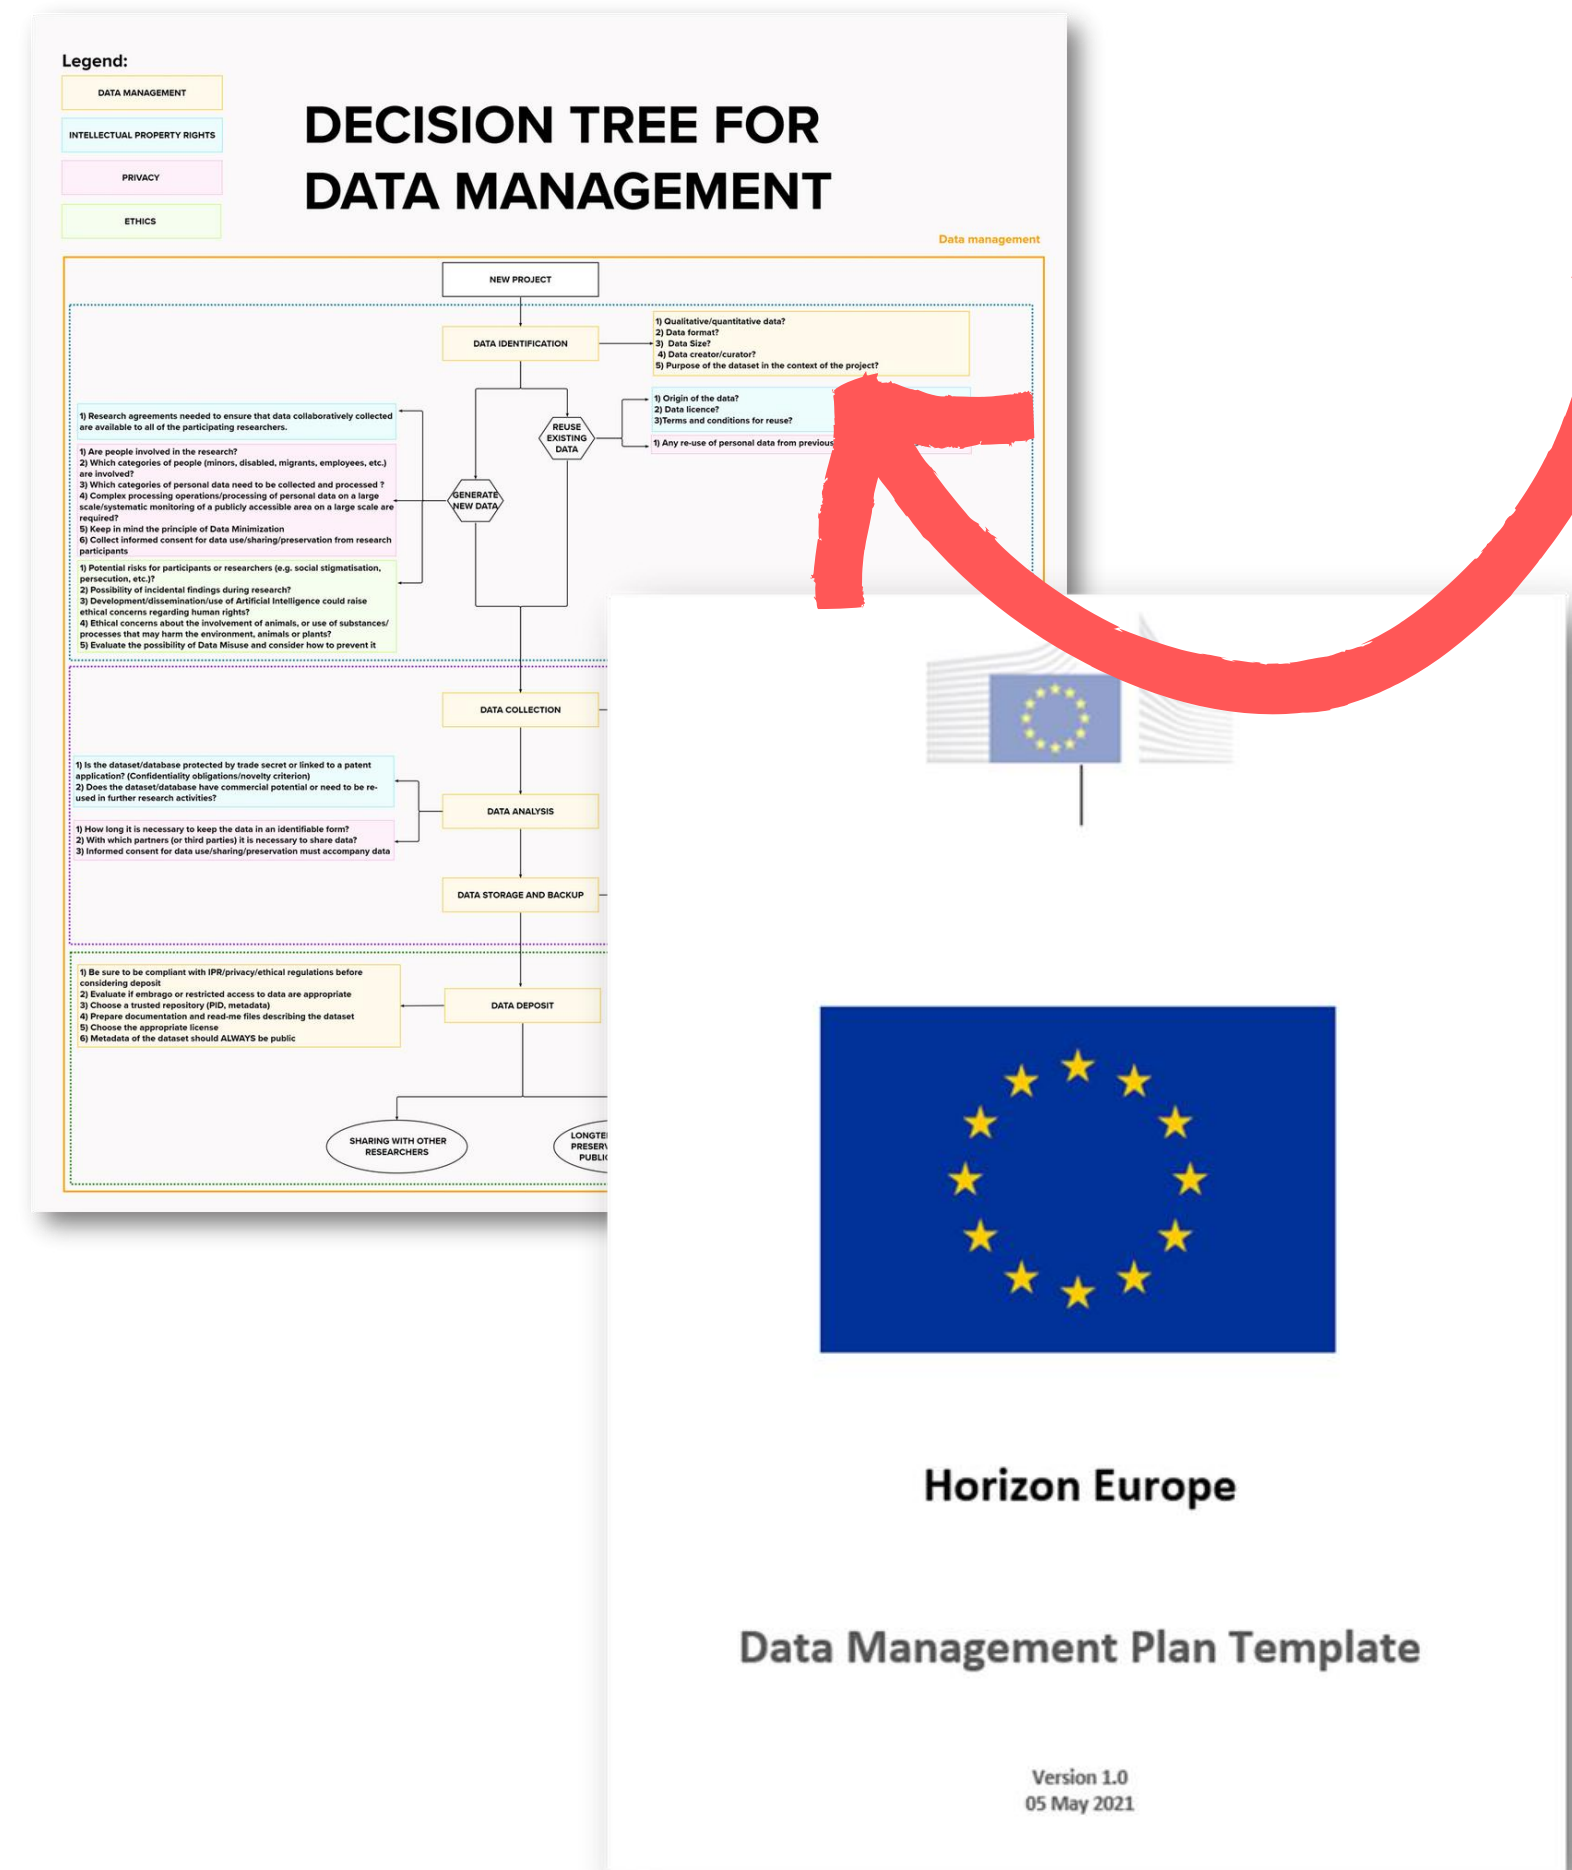 Legend:
DATA MANAGEMENT
INTELLECTUAL PROPERTY RIGHTS
PRIVACY
ETHICS
DECISION TREE FOR
DATA MANAGEMENT
Data management
NEW PROJECT
DATA IDENTIFICATION
1) Qualitative/quantitative data?
2) Data format?
3) Data Size?
4) Data creator/curator?
5) Purpose of the dataset in the context of the project?
REUSE
EXISTING
DATA
1) Origin of the data?
2) Data licence?
3)Terms and conditions for reuse?
1) Any re-use of personal data from previous
GENERATE
NEW DATA
1) Research agreements needed to ensure that data collaboratively collected
are available to all of the participating researchers.
1) Are people involved in the research?
2) Which categories of people (minors, disabled, migrants, employees, etc.)
are involved?
3) Which categories of personal data need to be collected and processed ?
4) Complex processing operations/processing of personal data on a large
scale/systematic monitoring of a publicly accessible area on a large scale are
required?
5) Keep in mind the principle of Data Minimization
6) Collect informed consent for data use/sharing/preservation from research
participants
1) Potential risks for participants or researchers (e.g. social stigmatisation,
persecution, etc.)?
2) Possibility of incidental findings during research?
3) Development/dissemination/use of Artificial Intelligence could raise
ethical concerns regarding human rights?
4) Ethical concerns about the involvement of animals, or use of substances/
processes that may harm the environment, animals or plants?
5) Evaluate the possibility of Data Misuse and consider how to prevent it
DATA COLLECTION
1) Is the dataset/database protected by trade secret or linked to a patent
application? (Confidentiality obligations/novelty criterion)
2) Does the dataset/database have commercial potential or need to be re-
used in further research activities?
DATA ANALYSIS
1) How long it is necessary to keep the data in an identifiable form?
2) With which partners (or third parties) it is necessary to share data?
3) Informed consent for data use/sharing/preservation must accompany data
DATA STORAGE AND BACKUP
1) Be sure to be compliant with IPR/privacy/ethical regulations before
considering deposit
2) Evaluate if embrago or restricted access to data are appropriate
3) Choose a trusted repository (PID, metadata)
4) Prepare documentation and read-me files describing the dataset
5) Choose the appropriate license
6) Metadata of the dataset should ALWAYS be public
DATA DEPOSIT
SHARING WITH OTHER
RESEARCHERS
Horizon Europe
Data Management Plan Template
Version 1.0
05 May 2021